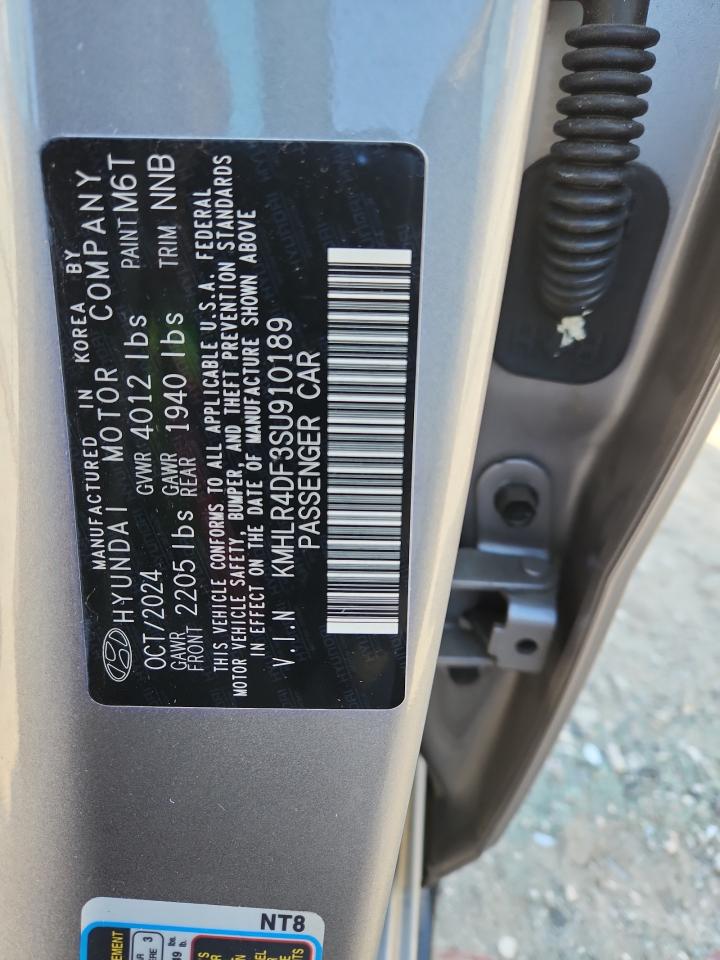 MANUFACTURED IN KOREA BY
HYUNDAI MOTOR COMPANY
OCT/2024 GVWR 4012 lbs PAINT M6T
GAWR FRONT 2205 lbs GAWR REAR 1940 lbs TRIM NNB
THIS VEHICLE CONFORMS TO ALL APPLICABLE U.S.A. FEDERAL
MOTOR VEHICLE SAFETY, BUMPER, AND THEFT PREVENTION STANDARDS
IN EFFECT ON THE DATE OF MANUFACTURE SHOWN ABOVE
V.I.N KMHLR4DF3SU910189
PASSENGER CAR
NT8